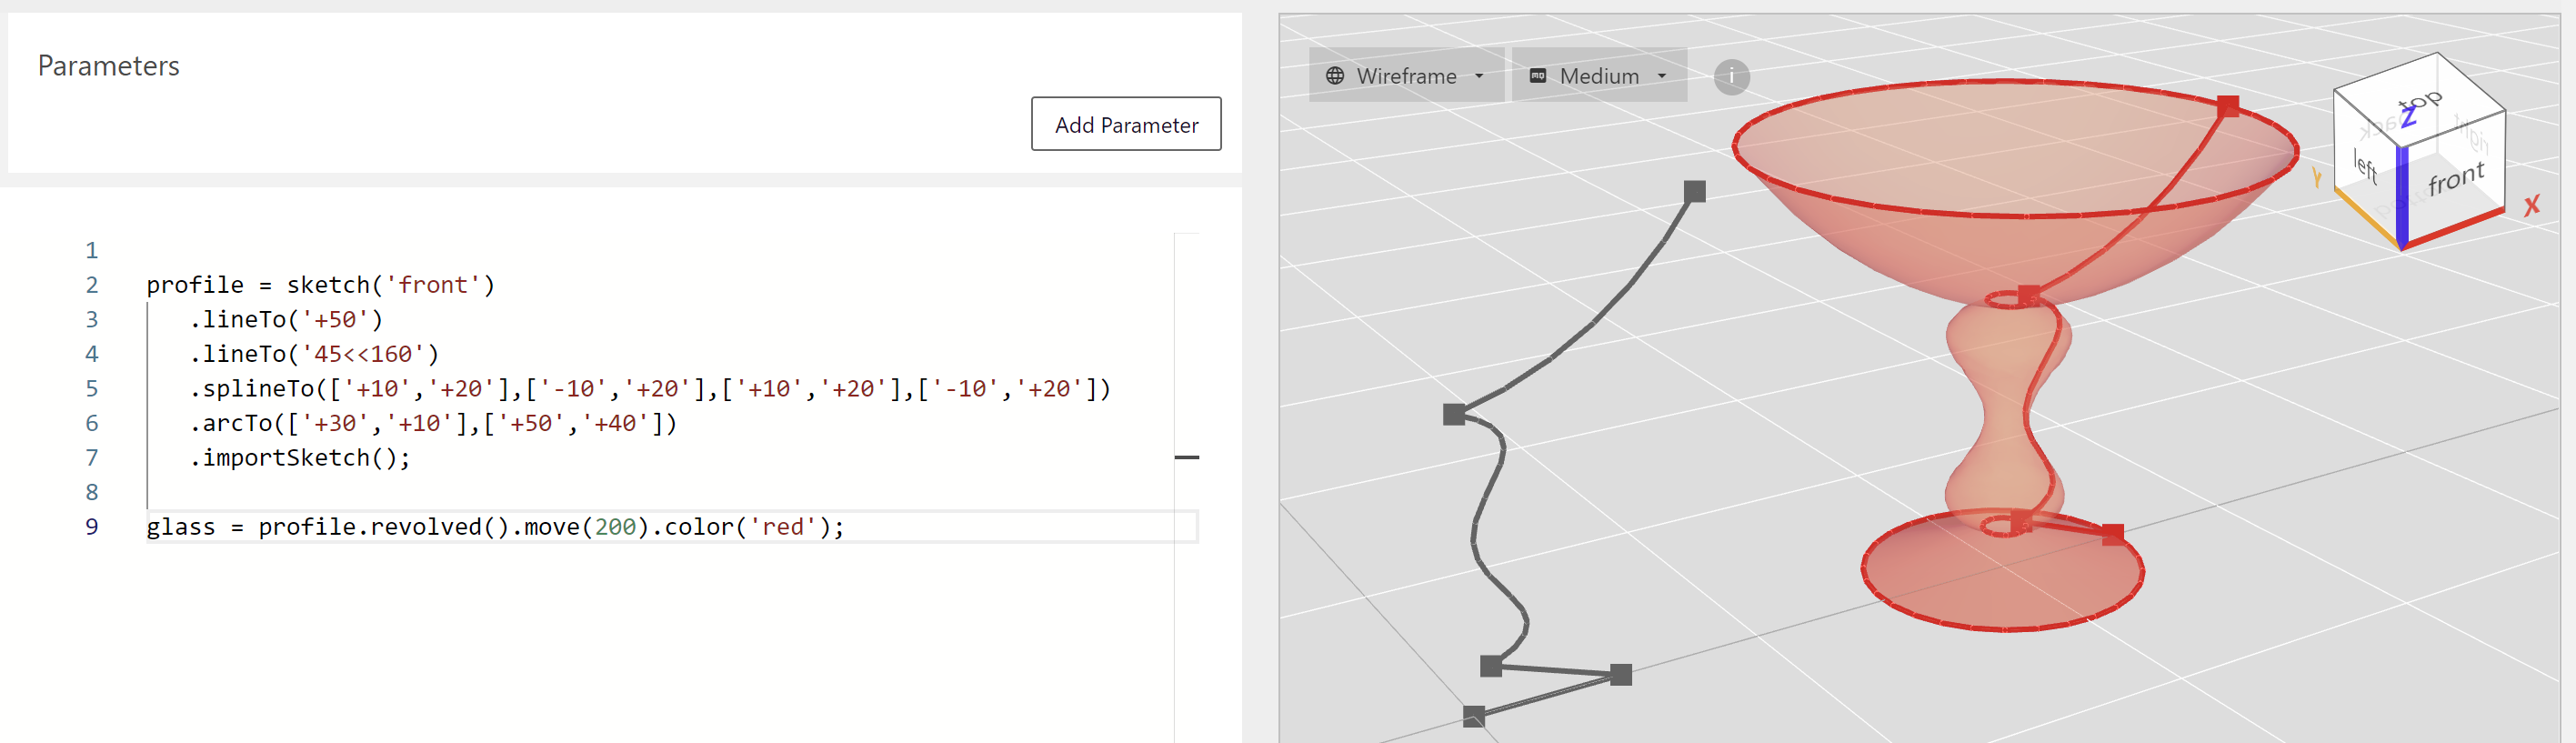 Parameters
Add Parameter
1
2 profile = sketch('front')
3 .lineTo('+50')
4 .lineTo('45<<160')
5 .splineTo(['+10','+20'],['-10','+20'],['+10','+20'],['-10','+20'])
6 .arcTo(['+30','+10'],['+50','+40'])
7 .importSketch();
8
9 glass = profile.revolved().move(200).color('red');
Wireframe
Medium
i
top
Z
back
right
left
front
Y
X